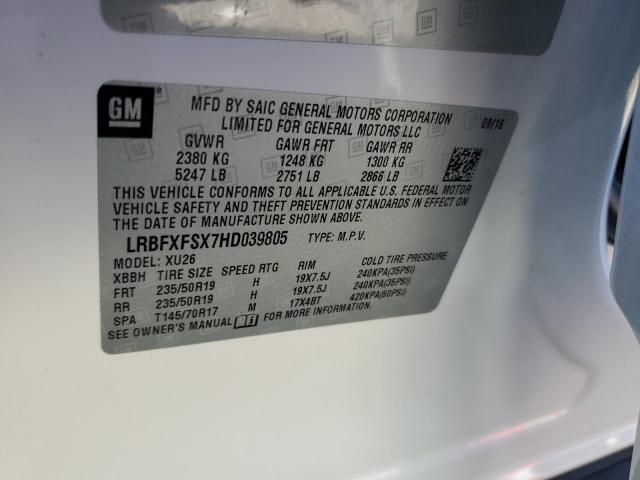 GM
MFD BY SAIC GENERAL MOTORS CORPORATION
LIMITED FOR GENERAL MOTORS LLC
09/16
GVWR GAWR FRT GAWR RR
2380 KG 1248 KG 1300 KG
5247 LB 2751 LB 2866 LB
THIS VEHICLE CONFORMS TO ALL APPLICABLE U.S. FEDERAL MOTOR
VEHICLE SAFETY AND THEFT PREVENTION STANDARDS IN EFFECT ON
THE DATE OF MANUFACTURE SHOWN ABOVE.
LRBFXFSX7HD039805 TYPE: M.P.V.
MODEL: XU26
XBBH TIRE SIZE SPEED RTG RIM COLD TIRE PRESSURE
FRT 235/50R19 H 19X7.5J 240KPA(35PSI)
RR 235/50R19 H 19X7.5J 240KPA(35PSI)
SPA T145/70R17 M 17X4BT 420KPA(60PSI)
SEE OWNER'S MANUAL FOR MORE INFORMATION.